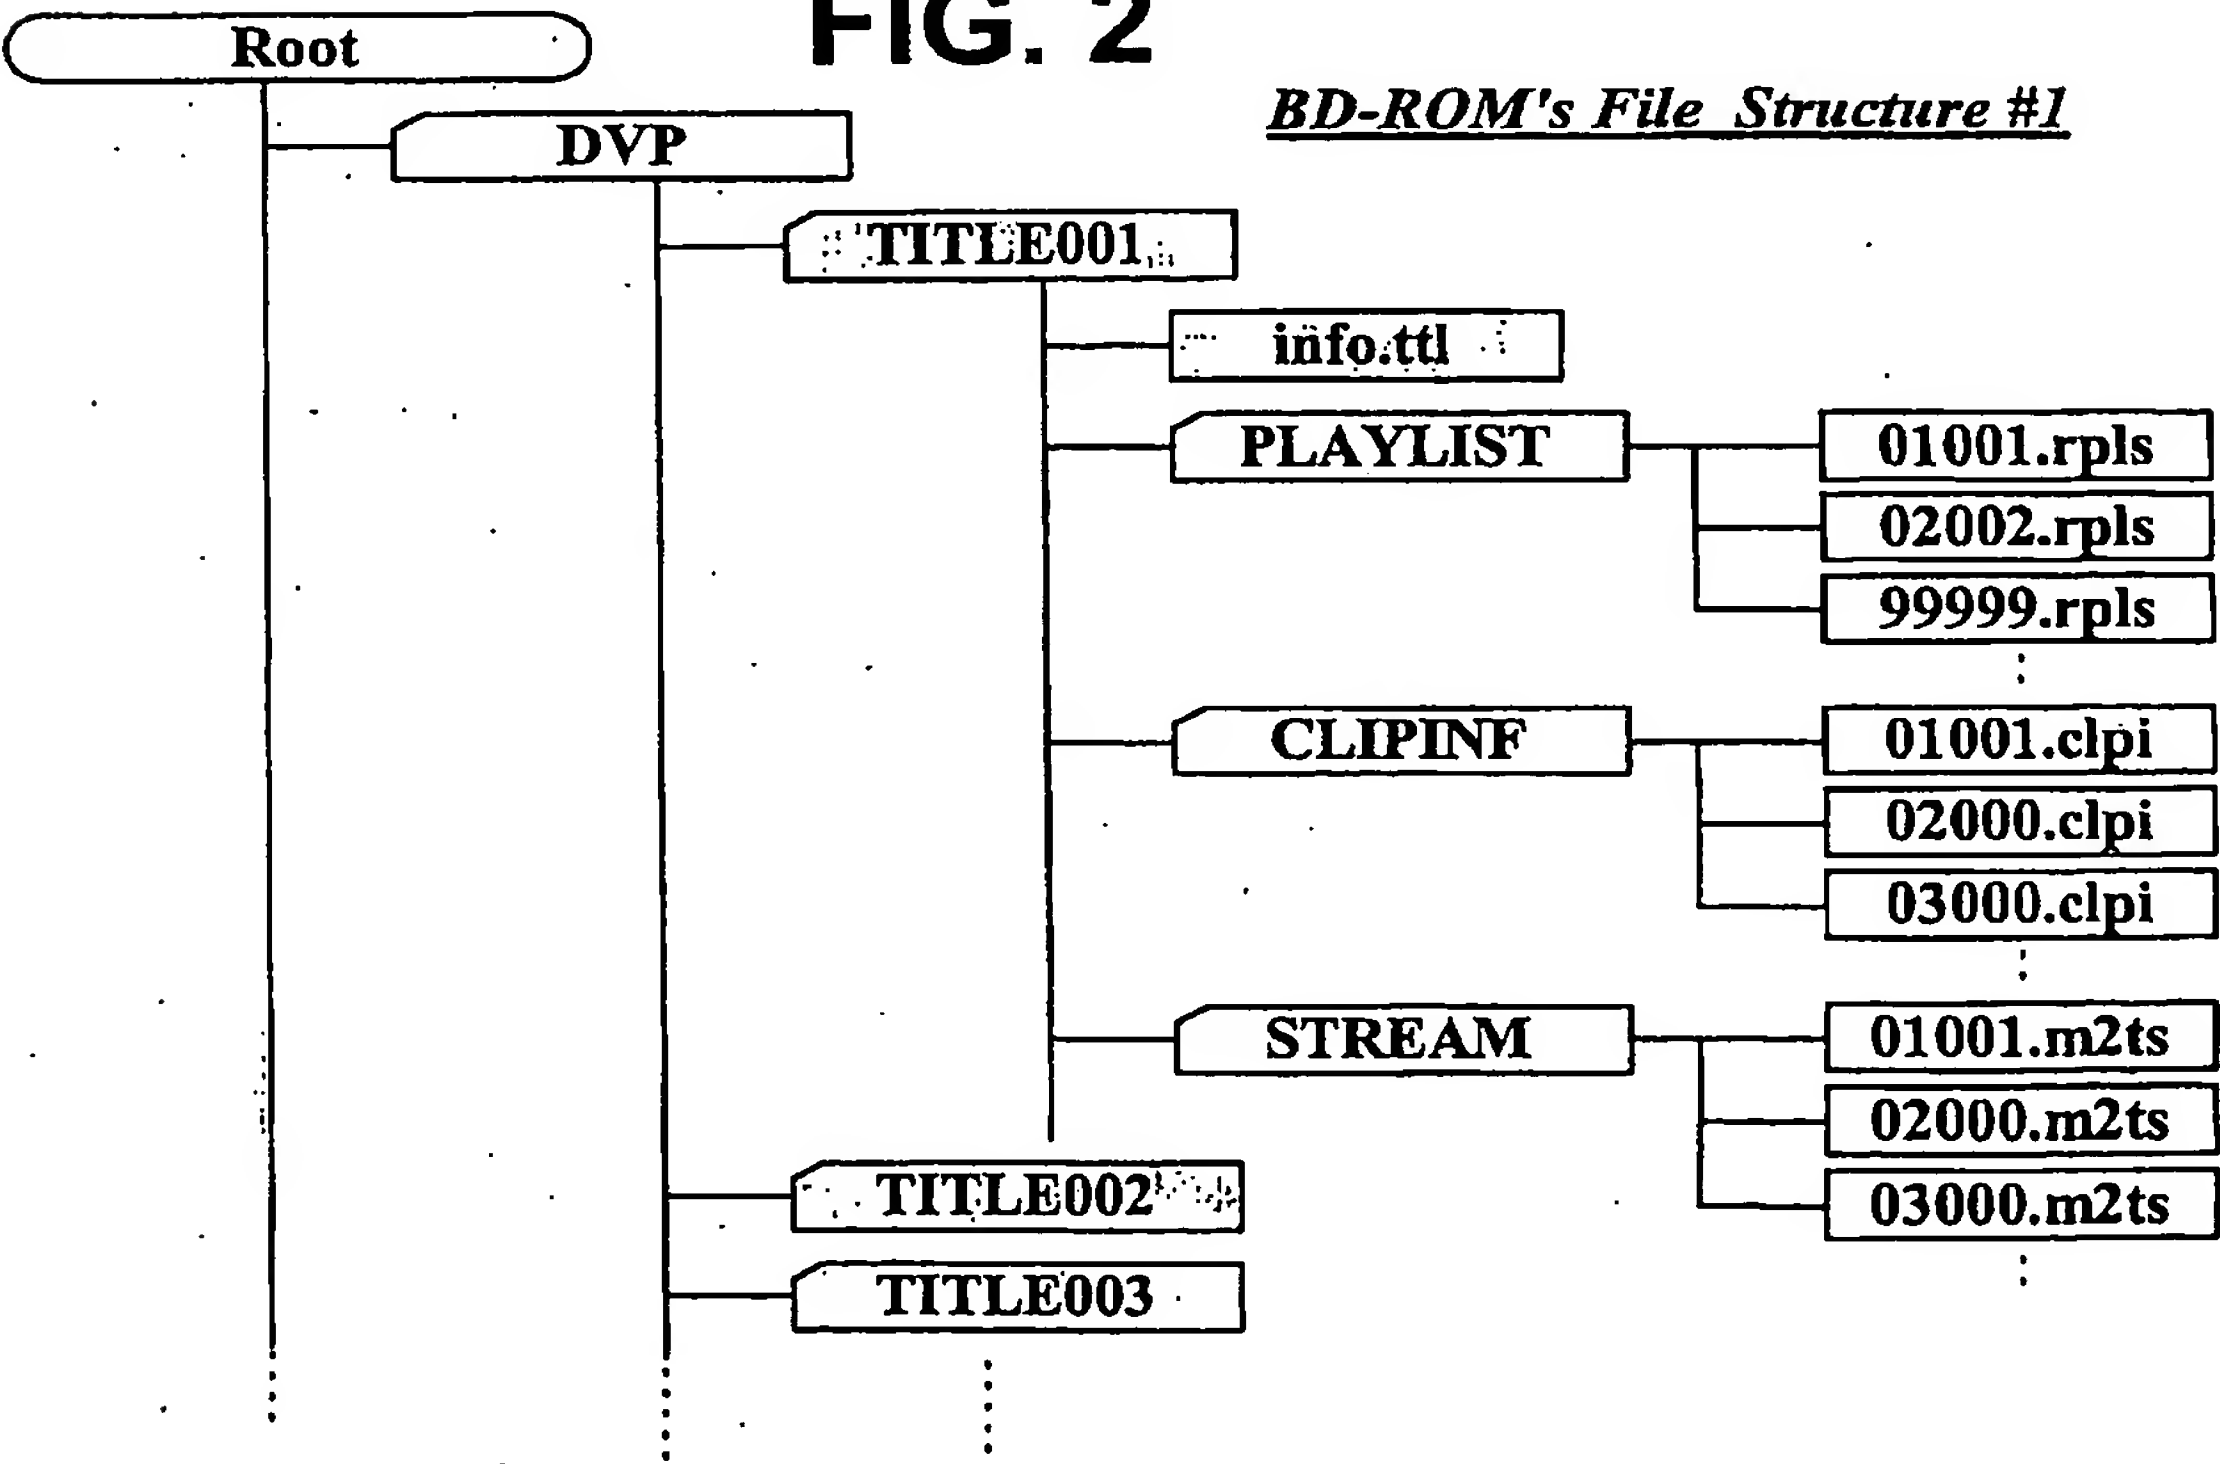 FIG. 2
Root
BD-ROM's File Structure #1
DVP
TITLE001
info.ttl
PLAYLIST
01001.rpls
02002.rpls
99999.rpls
CLIPINF
01001.clpi
02000.clpi
03000.clpi
STREAM
01001.m2ts
02000.m2ts
03000.m2ts
TITLE002
TITLE003